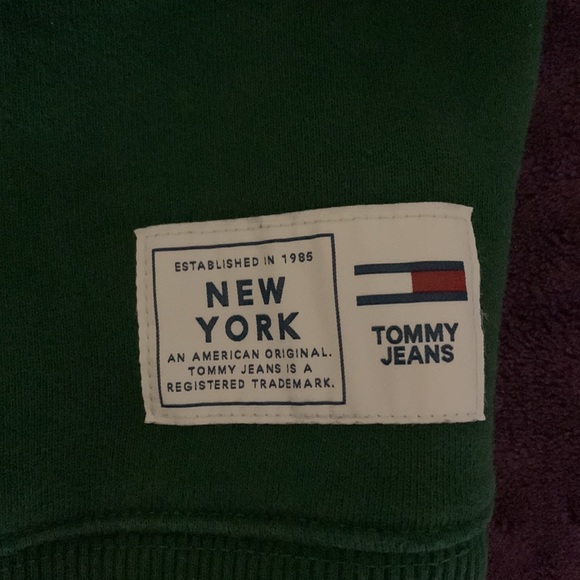 ESTABLISHED IN 1985
NEW
YORK
AN AMERICAN ORIGINAL.
TOMMY JEANS IS A
REGISTERED TRADEMARK.
TOMMY
JEANS